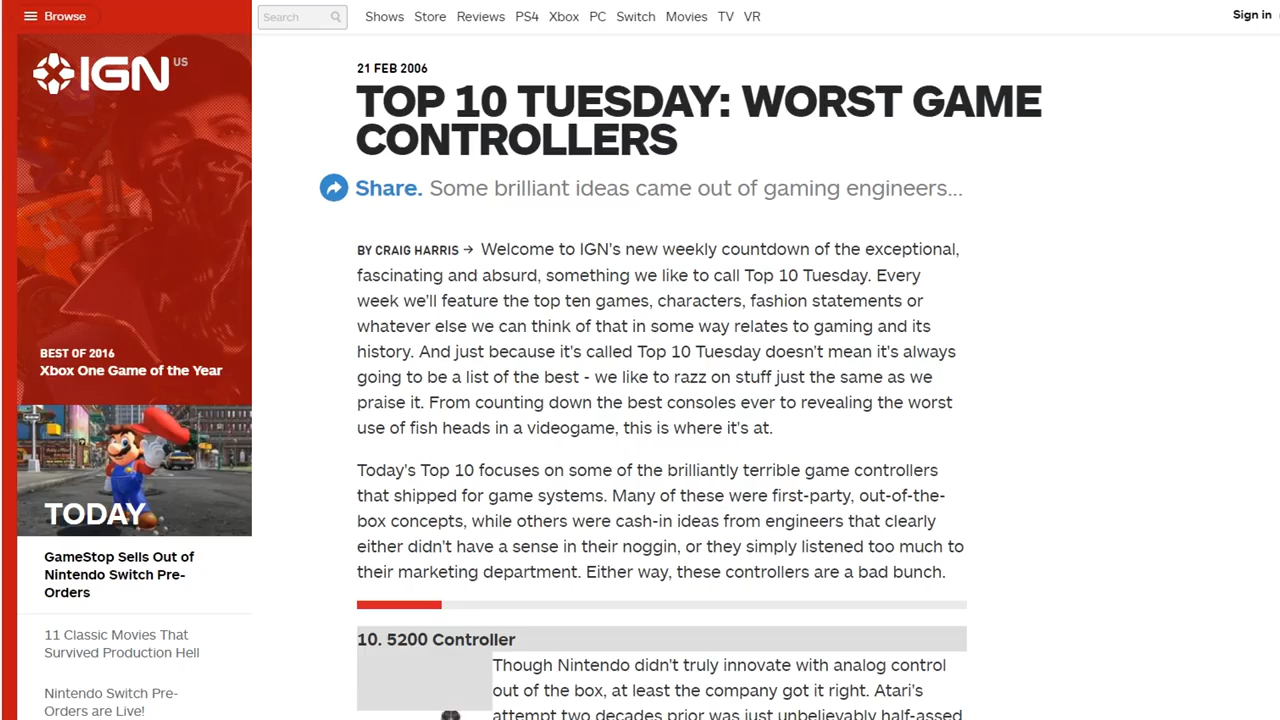 Browse
Search
Shows Store Reviews PS4 Xbox PC Switch Movies TV VR
Sign in
IGN US
BEST OF 2016
Xbox One Game of the Year
TODAY
GameStop Sells Out of
Nintendo Switch Pre-
Orders
11 Classic Movies That
Survived Production Hell
Nintendo Switch Pre-
Orders are Live!
21 FEB 2006
TOP 10 TUESDAY: WORST GAME
CONTROLLERS
Share. Some brilliant ideas came out of gaming engineers...
BY CRAIG HARRIS → Welcome to IGN's new weekly countdown of the exceptional,
fascinating and absurd, something we like to call Top 10 Tuesday. Every
week we'll feature the top ten games, characters, fashion statements or
whatever else we can think of that in some way relates to gaming and its
history. And just because it's called Top 10 Tuesday doesn't mean it's always
going to be a list of the best - we like to razz on stuff just the same as we
praise it. From counting down the best consoles ever to revealing the worst
use of fish heads in a videogame, this is where it's at.
Today's Top 10 focuses on some of the brilliantly terrible game controllers
that shipped for game systems. Many of these were first-party, out-of-the-
box concepts, while others were cash-in ideas from engineers that clearly
either didn't have a sense in their noggin, or they simply listened too much to
their marketing department. Either way, these controllers are a bad bunch.
10. 5200 Controller
Though Nintendo didn't truly innovate with analog control
out of the box, at least the company got it right. Atari's
attempt two decades prior was just unbelievably half-assed